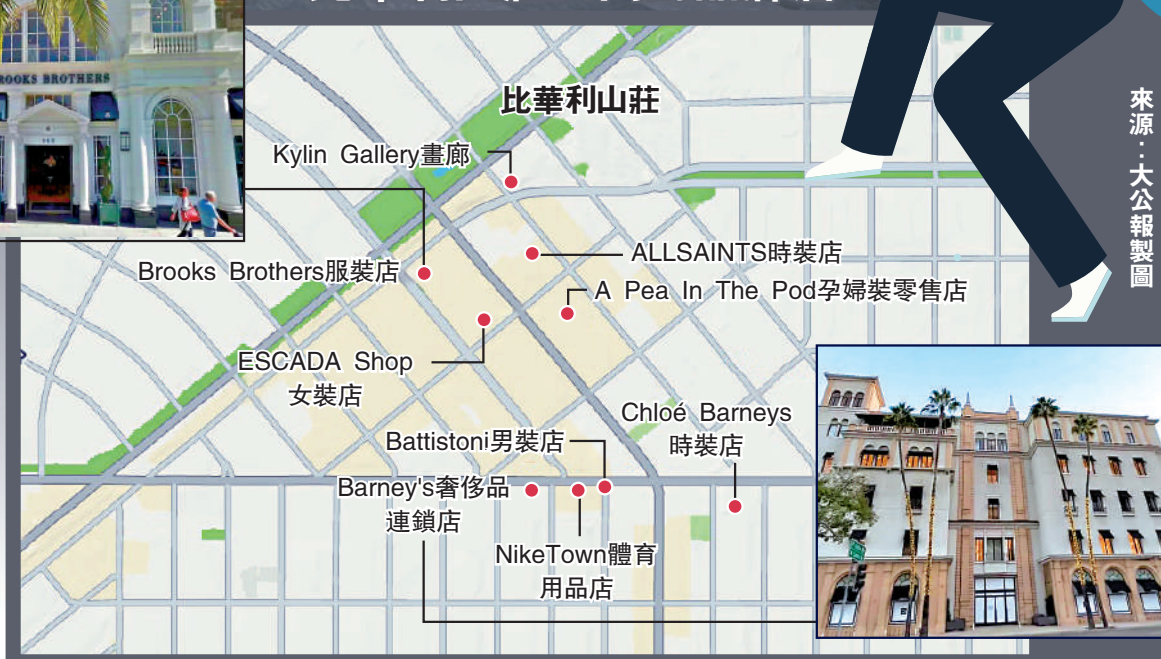 ROOKS BROTHERS
比華利山莊
來源：大公報製圖
Kylin Gallery畫廊
ALLSAINTS時裝店
Brooks Brothers服裝店
A Pea In The Pod孕婦裝零售店
ESCADA Shop
女裝店
Chloé Barneys
時裝店
Battistoni男裝店
Barney's奢侈品
連鎖店
NikeTown體育
用品店